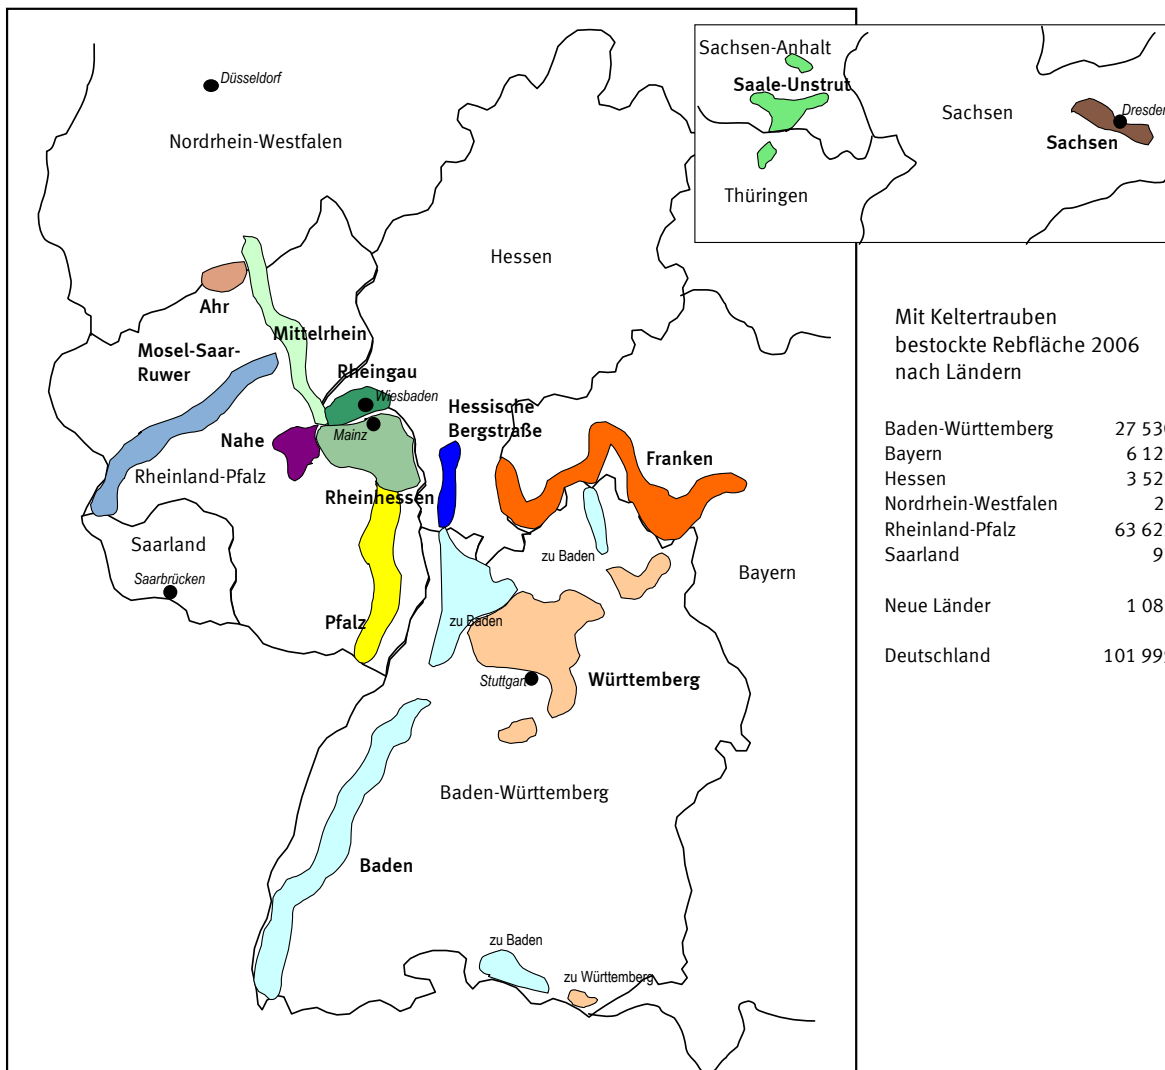 Sachsen-Anhalt
Saale-Unstrut
Sachsen
Dresden
Sachsen
Thüringen
Düsseldorf
Nordrhein-Westfalen
Hessen
Ahr
Mittelrhein
Mosel-Saar-
Ruwer
Rheingau
Wiesbaden
Hessische
Bergstraße
Nahe
Mainz
Franken
Rheinland-Pfalz
Rheinhessen
Saarland
zu Baden
Bayern
Saarbrücken
Pfalz
zu Baden
Stuttgart
Württemberg
Baden-Württemberg
Baden
zu Baden
zu Württemberg
Mit Keltertrauben
bestockte Rebfläche 2006
nach Ländern
Baden-Württemberg
Bayern
Hessen
Nordrhein-Westfalen
Rheinland-Pfalz
Saarland
Neue Länder
Deutschland